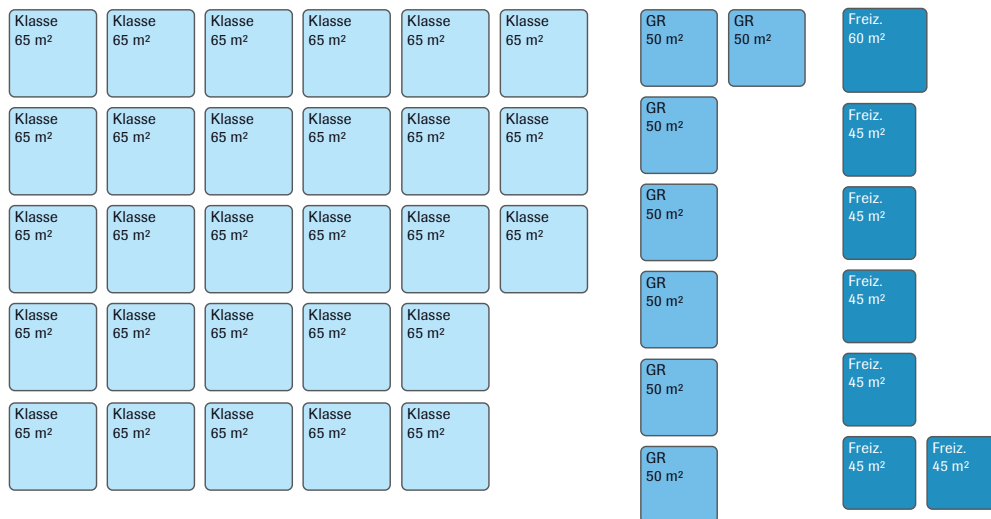 Klasse
65 m²
Klasse
65 m²
Klasse
65 m²
Klasse
65 m²
Klasse
65 m²
Klasse
65 m²
GR
50 m²
GR
50 m²
Freiz.
60 m²
Klasse
65 m²
Klasse
65 m²
Klasse
65 m²
Klasse
65 m²
Klasse
65 m²
Klasse
65 m²
GR
50 m²
Freiz.
45 m²
Klasse
65 m²
Klasse
65 m²
Klasse
65 m²
Klasse
65 m²
Klasse
65 m²
Klasse
65 m²
GR
50 m²
Freiz.
45 m²
Klasse
65 m²
Klasse
65 m²
Klasse
65 m²
Klasse
65 m²
Klasse
65 m²
GR
50 m²
Freiz.
45 m²
Klasse
65 m²
Klasse
65 m²
Klasse
65 m²
Klasse
65 m²
Klasse
65 m²
GR
50 m²
Freiz.
45 m²
GR
50 m²
Freiz.
45 m²
Freiz.
45 m²